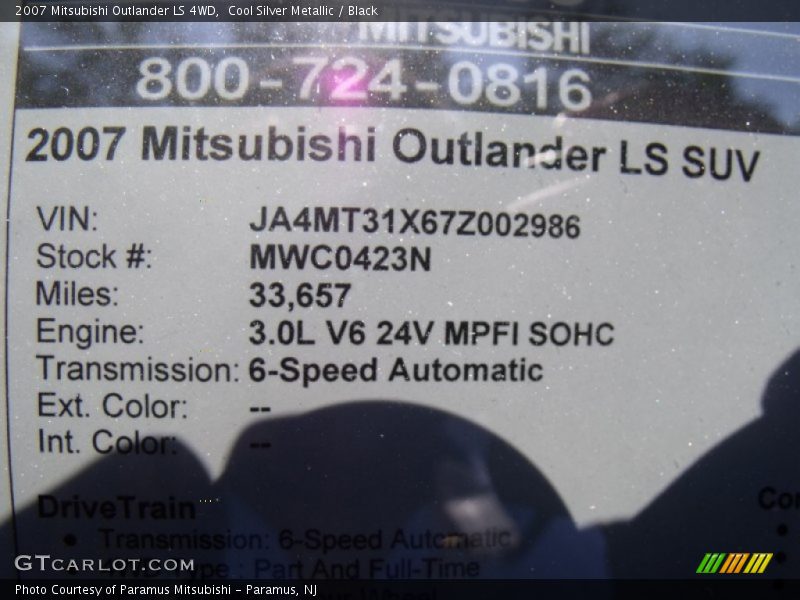 2007 Mitsubishi Outlander LS 4WD, Cool Silver Metallic / Black
MITSUBISHI
800-724-0816
2007 Mitsubishi Outlander LS SUV
VIN: JA4MT31X67Z002986
Stock #: MWC0423N
Miles: 33,657
Engine: 3.0L V6 24V MPFI SOHC
Transmission: 6-Speed Automatic
Ext. Color: --
Int. Color: --
DriveTrain
• Transmission: 6-Speed Automatic
Type: Part And Full-Time
GTCARLOT.COM
Photo Courtesy of Paramus Mitsubishi - Paramus, NJ